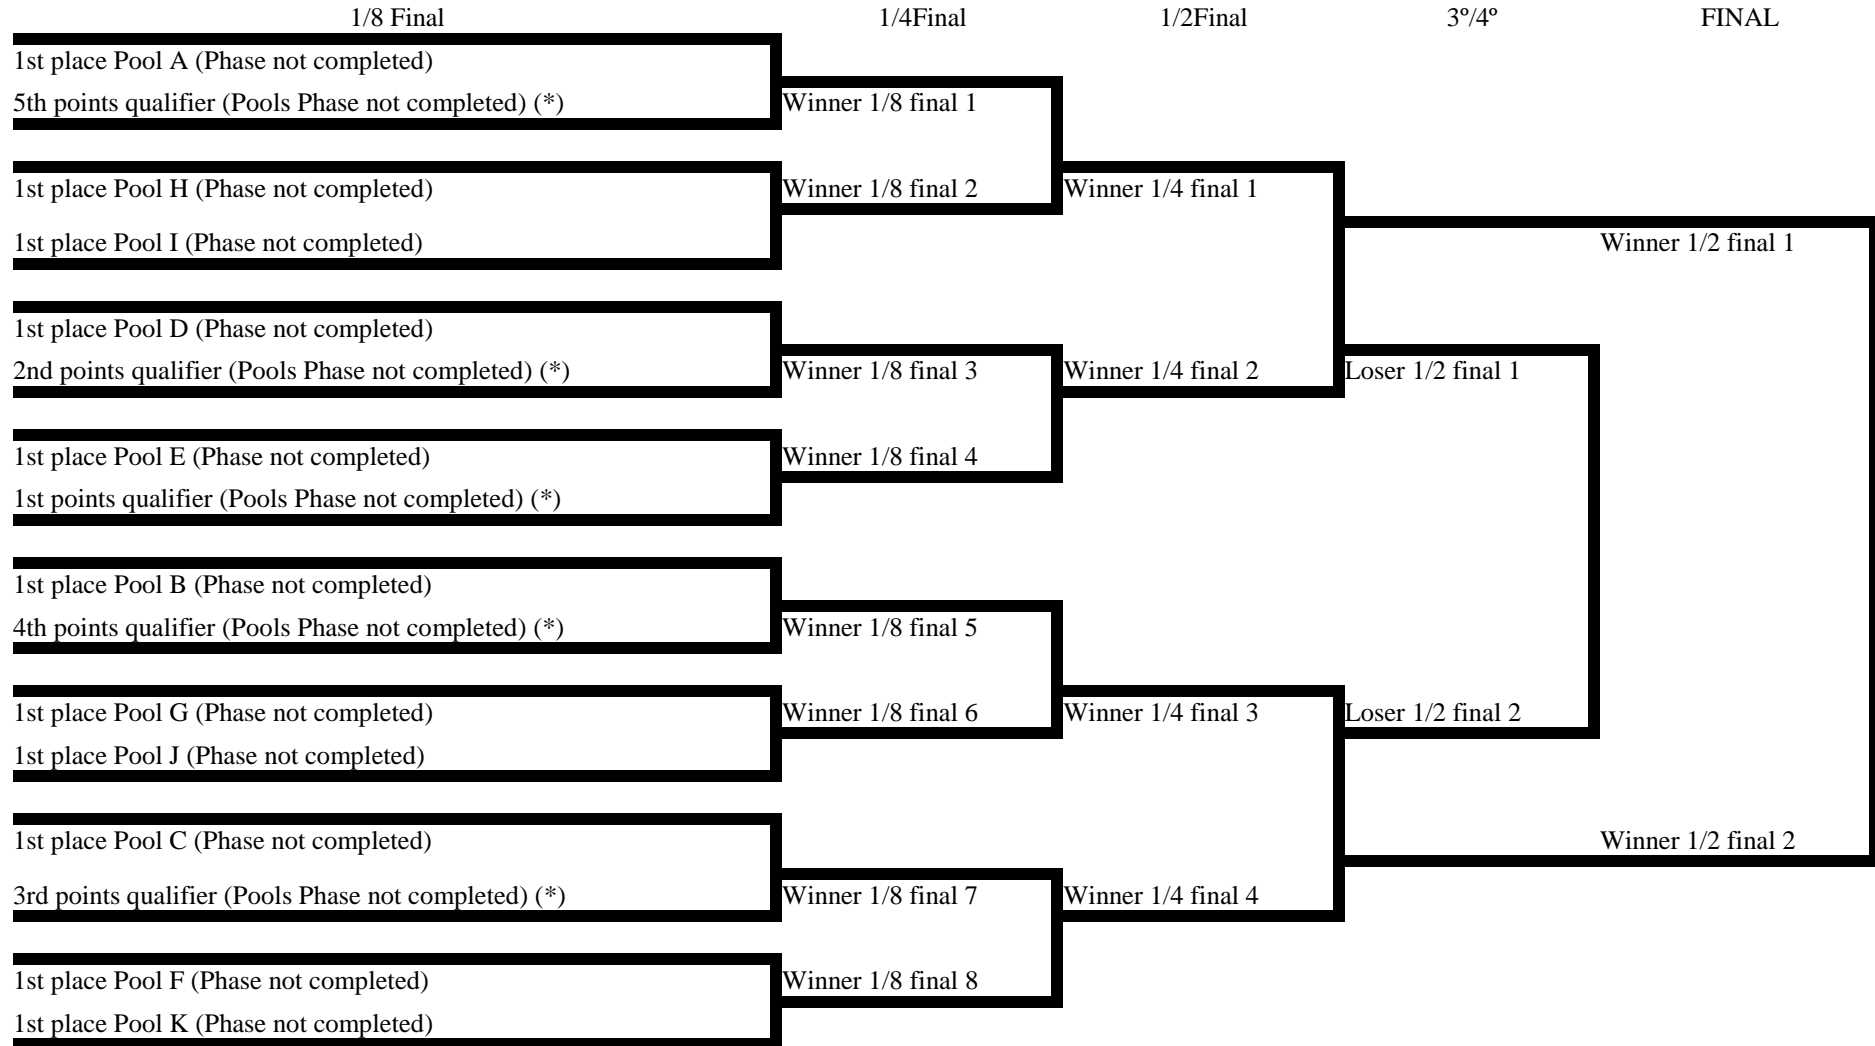 1/8 Final 1/4Final 1/2Final 3º/4º FINAL
1st place Pool A (Phase not completed)
5th points qualifier (Pools Phase not completed) (*) Winner 1/8 final 1
1st place Pool H (Phase not completed) Winner 1/8 final 2 Winner 1/4 final 1
1st place Pool I (Phase not completed) Winner 1/2 final 1
1st place Pool D (Phase not completed)
2nd points qualifier (Pools Phase not completed) (*) Winner 1/8 final 3 Winner 1/4 final 2 Loser 1/2 final 1
1st place Pool E (Phase not completed) Winner 1/8 final 4
1st points qualifier (Pools Phase not completed) (*)
1st place Pool B (Phase not completed)
4th points qualifier (Pools Phase not completed) (*) Winner 1/8 final 5
1st place Pool G (Phase not completed) Winner 1/8 final 6 Winner 1/4 final 3 Loser 1/2 final 2
1st place Pool J (Phase not completed)
1st place Pool C (Phase not completed) Winner 1/2 final 2
3rd points qualifier (Pools Phase not completed) (*) Winner 1/8 final 7 Winner 1/4 final 4
1st place Pool F (Phase not completed) Winner 1/8 final 8
1st place Pool K (Phase not completed)